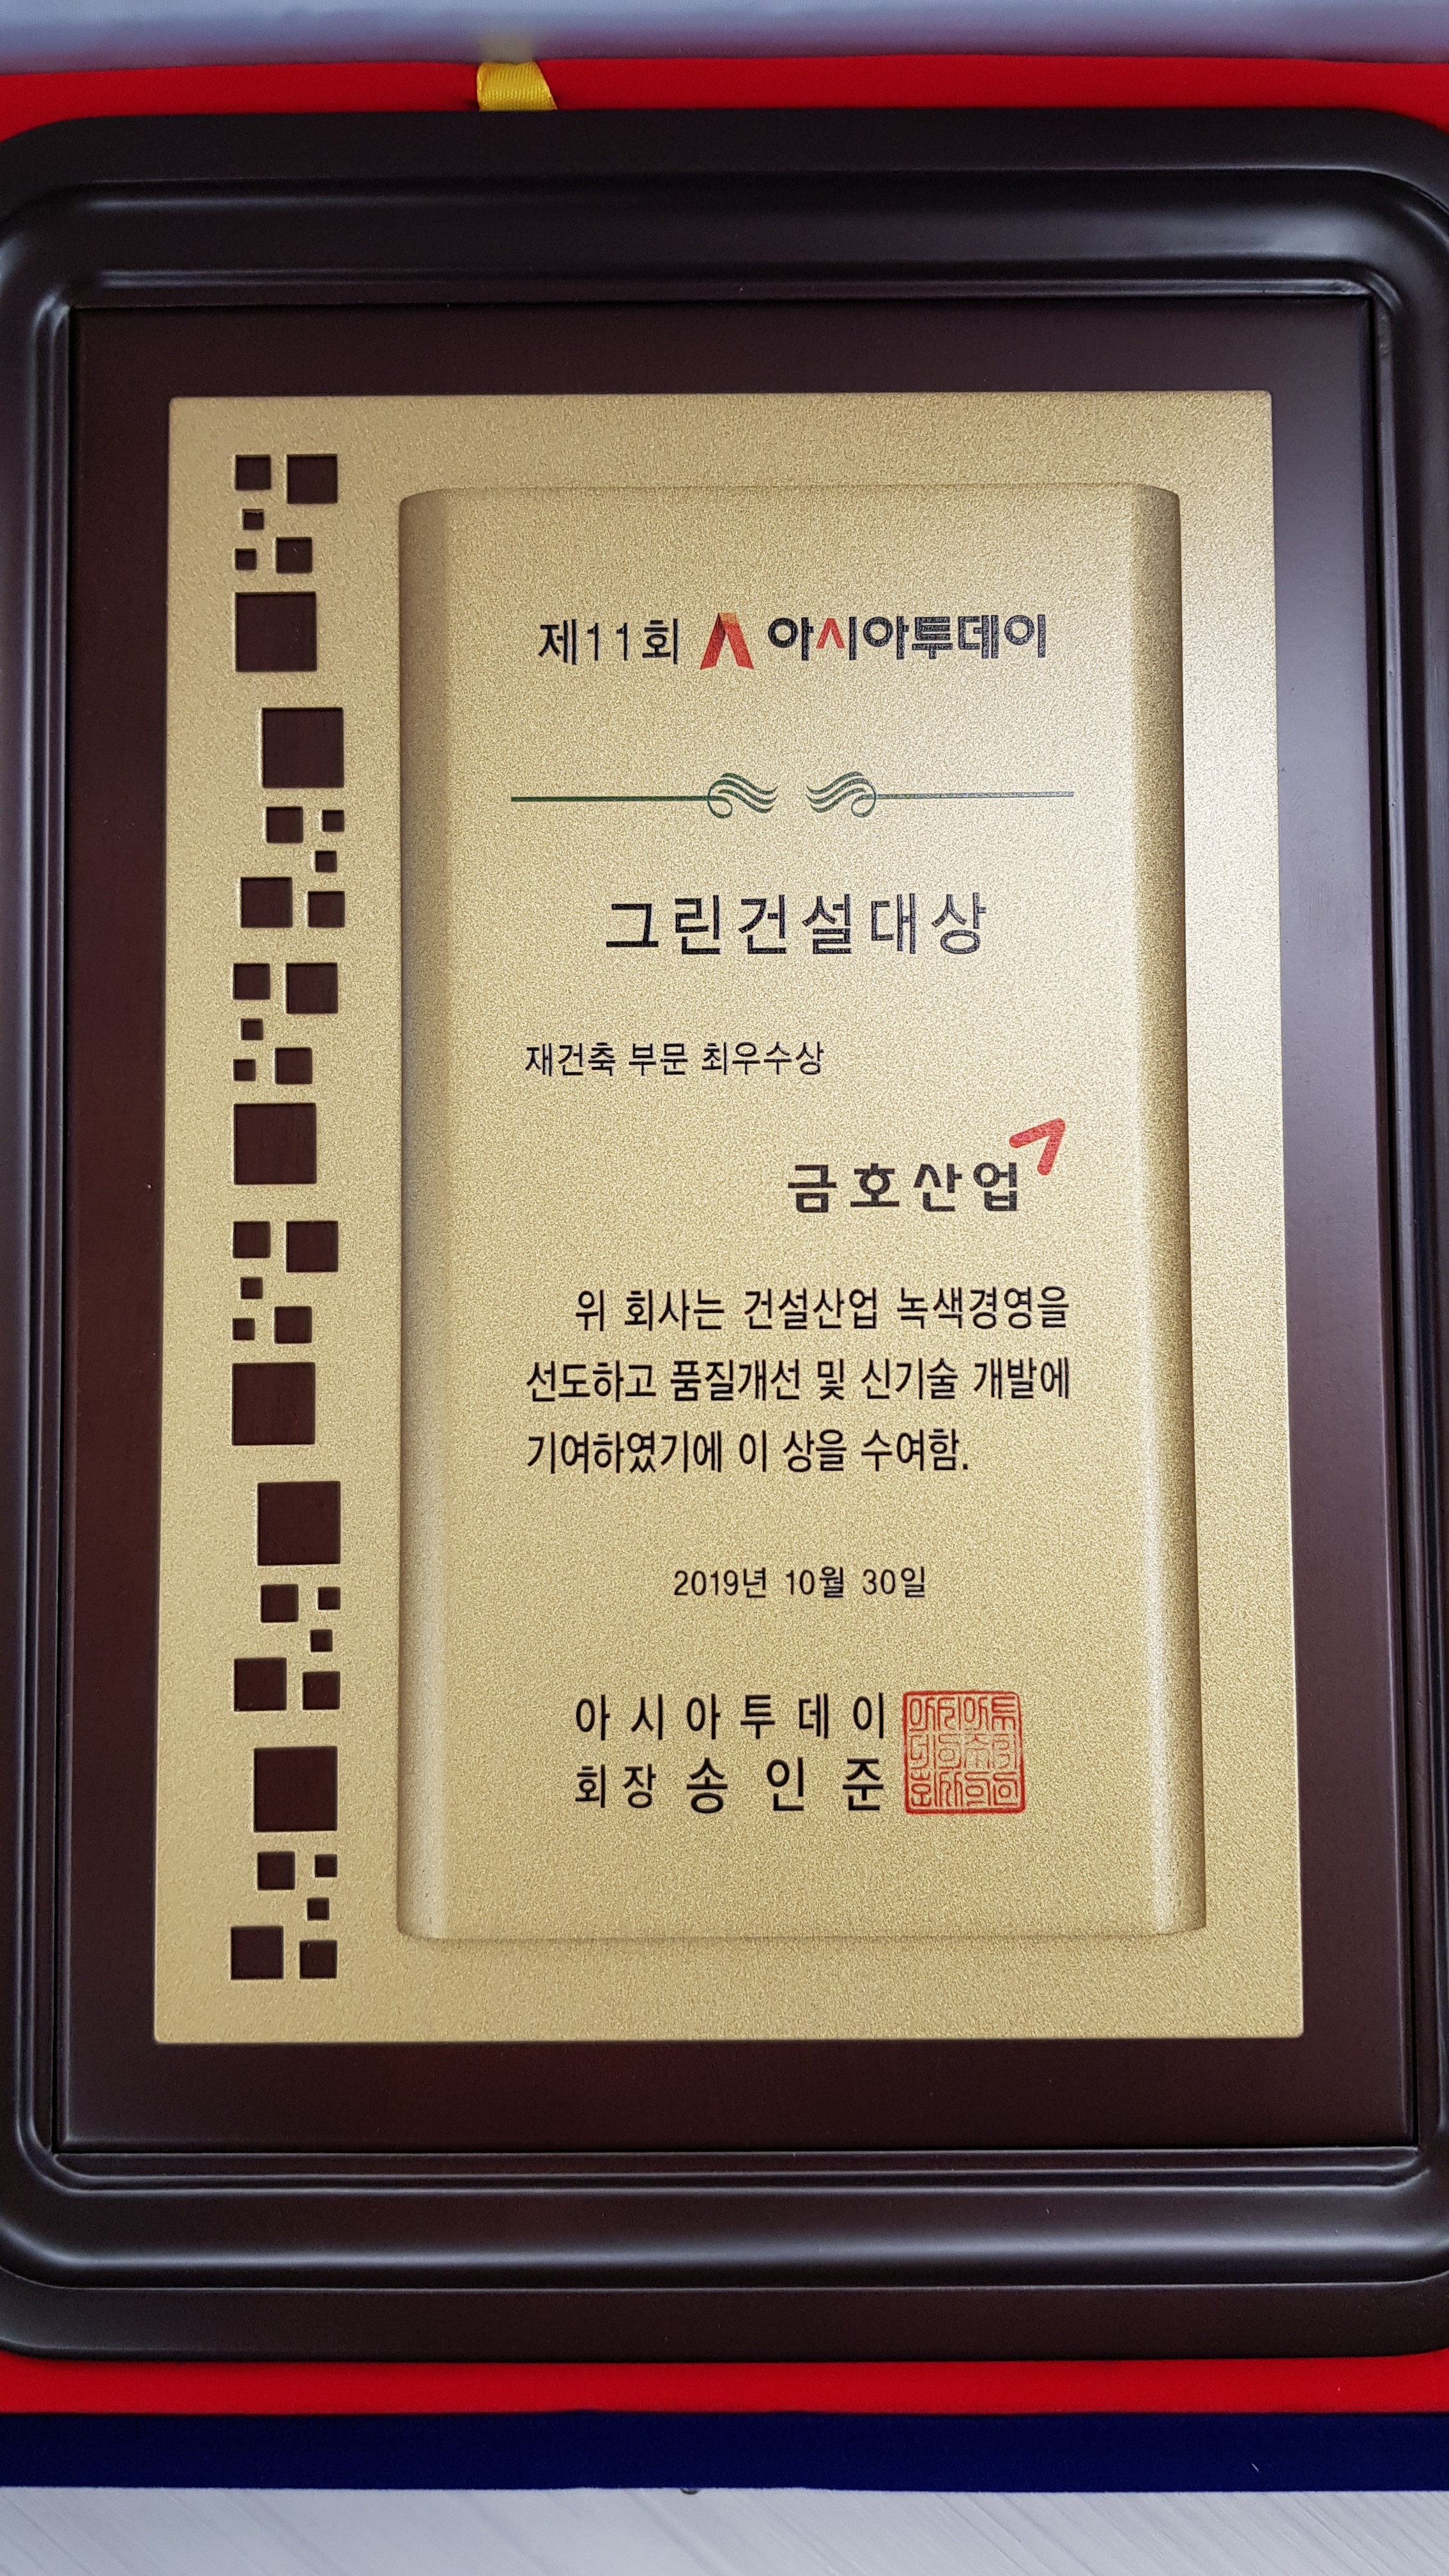 제11회 아시아투데이
그린건설대상
재건축 부문 최우수상
금호산업
위 회사는 건설산업 녹색경영을
선도하고 품질개선 및 신기술 개발에
기여하였기에 이 상을 수여함.
2019년 10월 30일
아시아투데이
회장 송인준